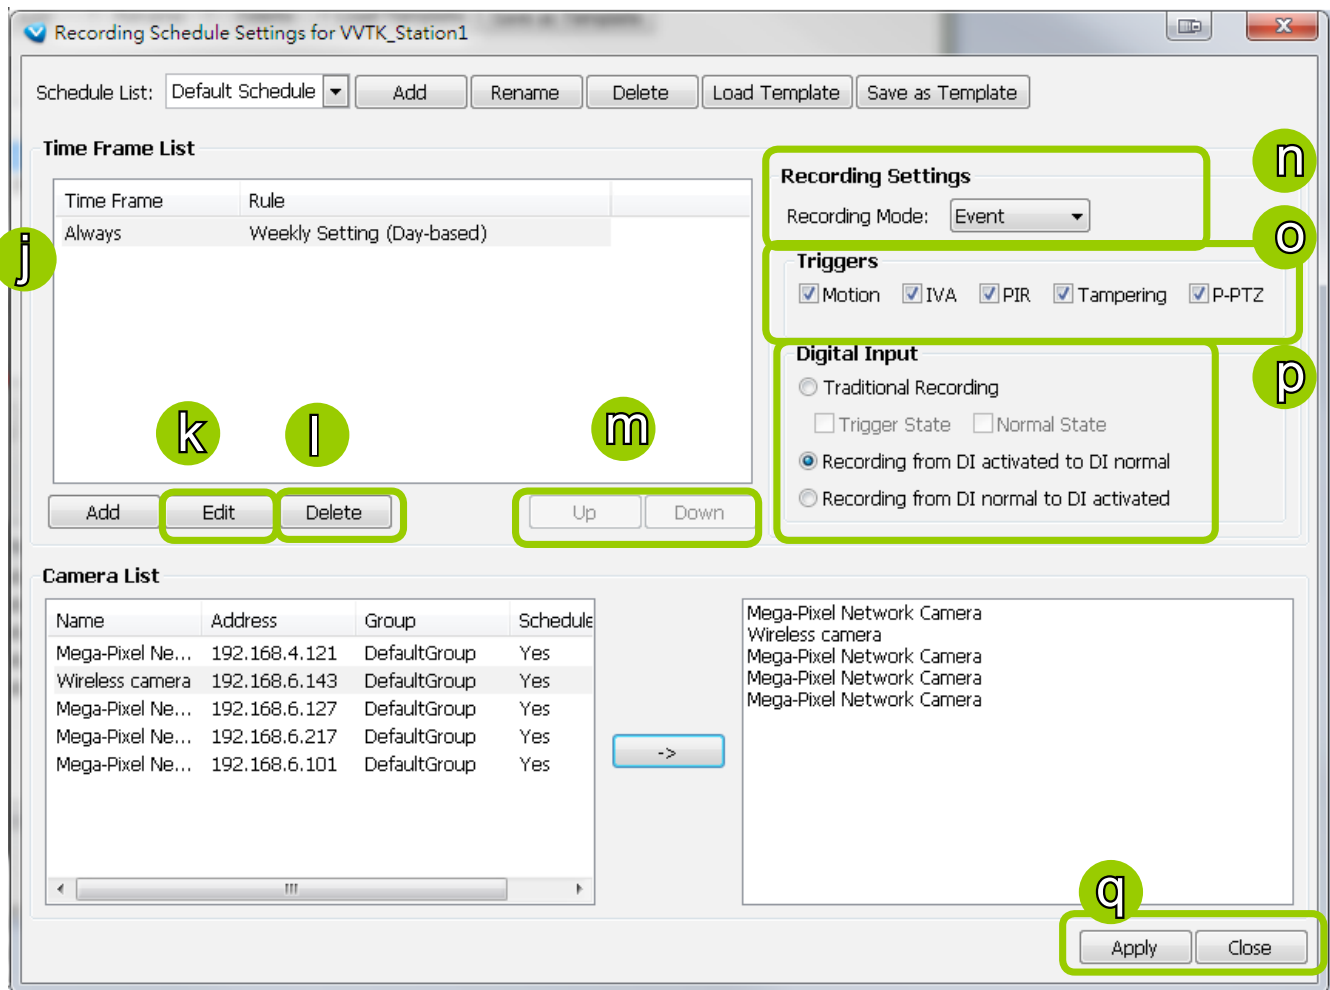 Recording Schedule Settings for VVTK_Station1
Schedule List: Default Schedule Add Rename Delete Load Template Save as Template
Time Frame List
Time Frame Rule
Always Weekly Setting (Day-based)
j
k l m
Add Edit Delete Up Down
Recording Settings
n
Recording Mode: Event
o
Triggers
Motion IVA PIR Tampering P-PTZ
Digital Input
p
Traditional Recording
Trigger State Normal State
Recording from DI activated to DI normal
Recording from DI normal to DI activated
Camera List
Name Address Group Schedule
Mega-Pixel Ne... 192.168.4.121 DefaultGroup Yes
Wireless camera 192.168.6.143 DefaultGroup Yes
Mega-Pixel Ne... 192.168.6.127 DefaultGroup Yes
Mega-Pixel Ne... 192.168.6.217 DefaultGroup Yes
Mega-Pixel Ne... 192.168.6.101 DefaultGroup Yes
->
Mega-Pixel Network Camera
Wireless camera
Mega-Pixel Network Camera
Mega-Pixel Network Camera
Mega-Pixel Network Camera
q
Apply Close